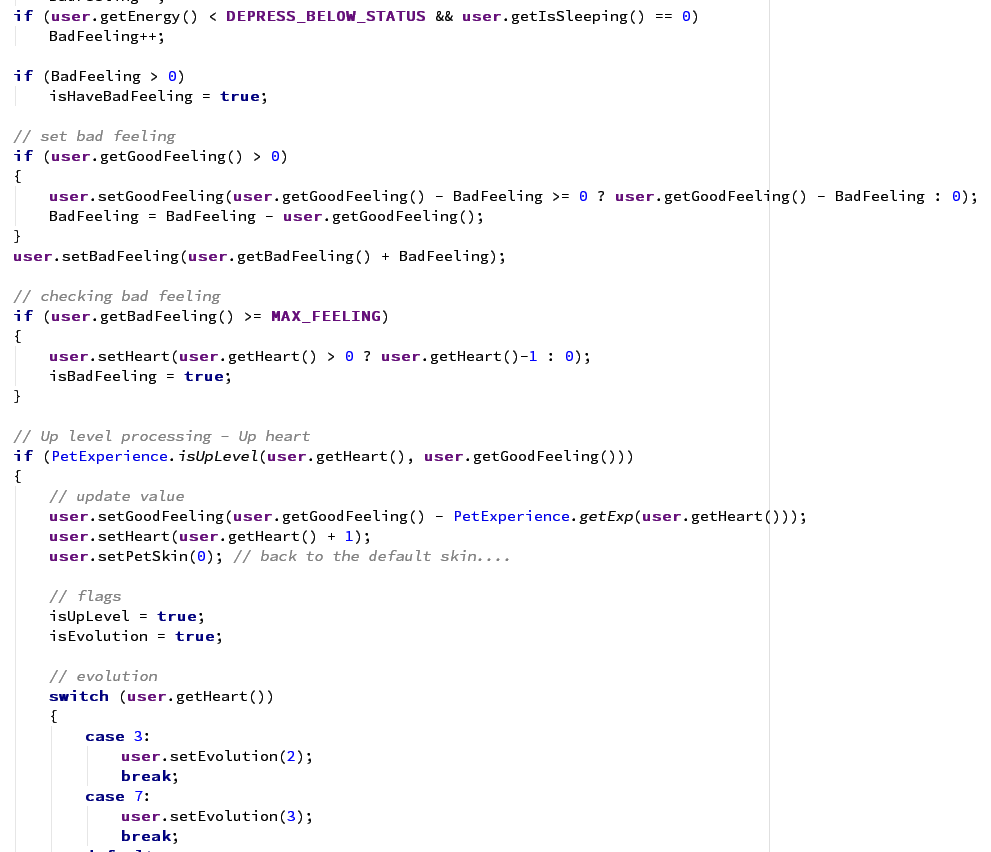 if (user.getEnergy() < DEPRESS_BELOW_STATUS && user.getIsSleeping() == 0)
    BadFeeling++;

if (BadFeeling > 0)
    isHaveBadFeeling = true;

// set bad feeling
if (user.getGoodFeeling() > 0)
{
    user.setGoodFeeling(user.getGoodFeeling() - BadFeeling >= 0 ? user.getGoodFeeling() - BadFeeling : 0);
    BadFeeling = BadFeeling - user.getGoodFeeling();
}
user.setBadFeeling(user.getBadFeeling() + BadFeeling);

// checking bad feeling
if (user.getBadFeeling() >= MAX_FEELING)
{
    user.setHeart(user.getHeart() > 0 ? user.getHeart()-1 : 0);
    isBadFeeling = true;
}

// Up level processing - Up heart
if (PetExperience.isUpLevel(user.getHeart(), user.getGoodFeeling()))
{
    // update value
    user.setGoodFeeling(user.getGoodFeeling() - PetExperience.getExp(user.getHeart()));
    user.setHeart(user.getHeart() + 1);
    user.setPetSkin(0); // back to the default skin....

    // flags
    isUpLevel = true;
    isEvolution = true;

    // evolution
    switch (user.getHeart())
    {
        case 3:
            user.setEvolution(2);
            break;
        case 7:
            user.setEvolution(3);
            break;